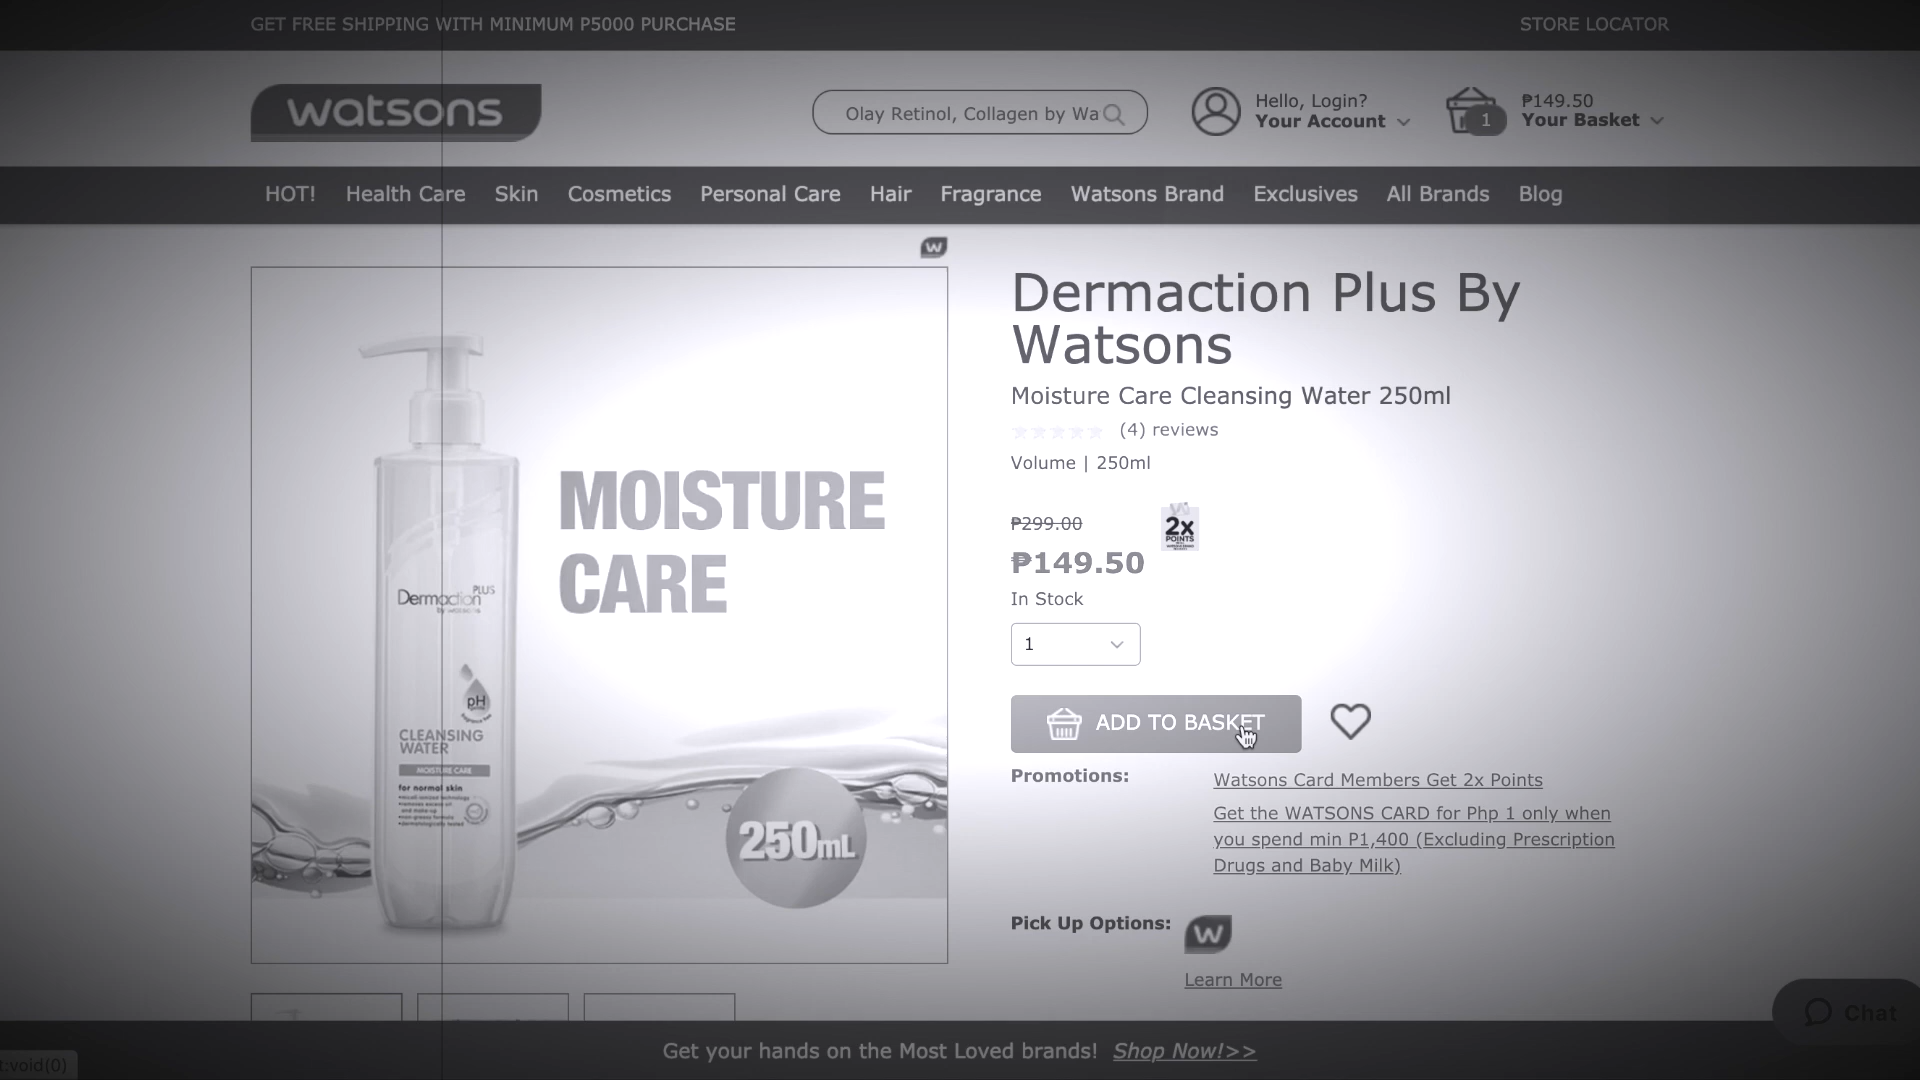 GET FREE SHIPPING WITH MINIMUM P5000 PURCHASE
STORE LOCATOR
watsons
Olay Retinol, Collagen by Wa
Hello, Login?
Your Account
1
₱149.50
Your Basket
HOT!
Health Care
Skin
Cosmetics
Personal Care
Hair
Fragrance
Watsons Brand
Exclusives
All Brands
Blog
W
Dermaction Plus By
Watsons
Moisture Care Cleansing Water 250ml
(4) reviews
Volume | 250ml
₱299.00
2x
POINTS
₱149.50
In Stock
1
ADD TO BASKET
Promotions:
Watsons Card Members Get 2x Points
Get the WATSONS CARD for Php 1 only when
you spend min P1,400 (Excluding Prescription
Drugs and Baby Milk)
Pick Up Options:
W
Learn More
MOISTURE
CARE
Dermaction PLUS
by watsons
pH
CLEANSING
WATER
MOISTURE CARE
for normal skin
250mL
Chat
Get your hands on the Most Loved brands! Shop Now!>>
t:void(0)